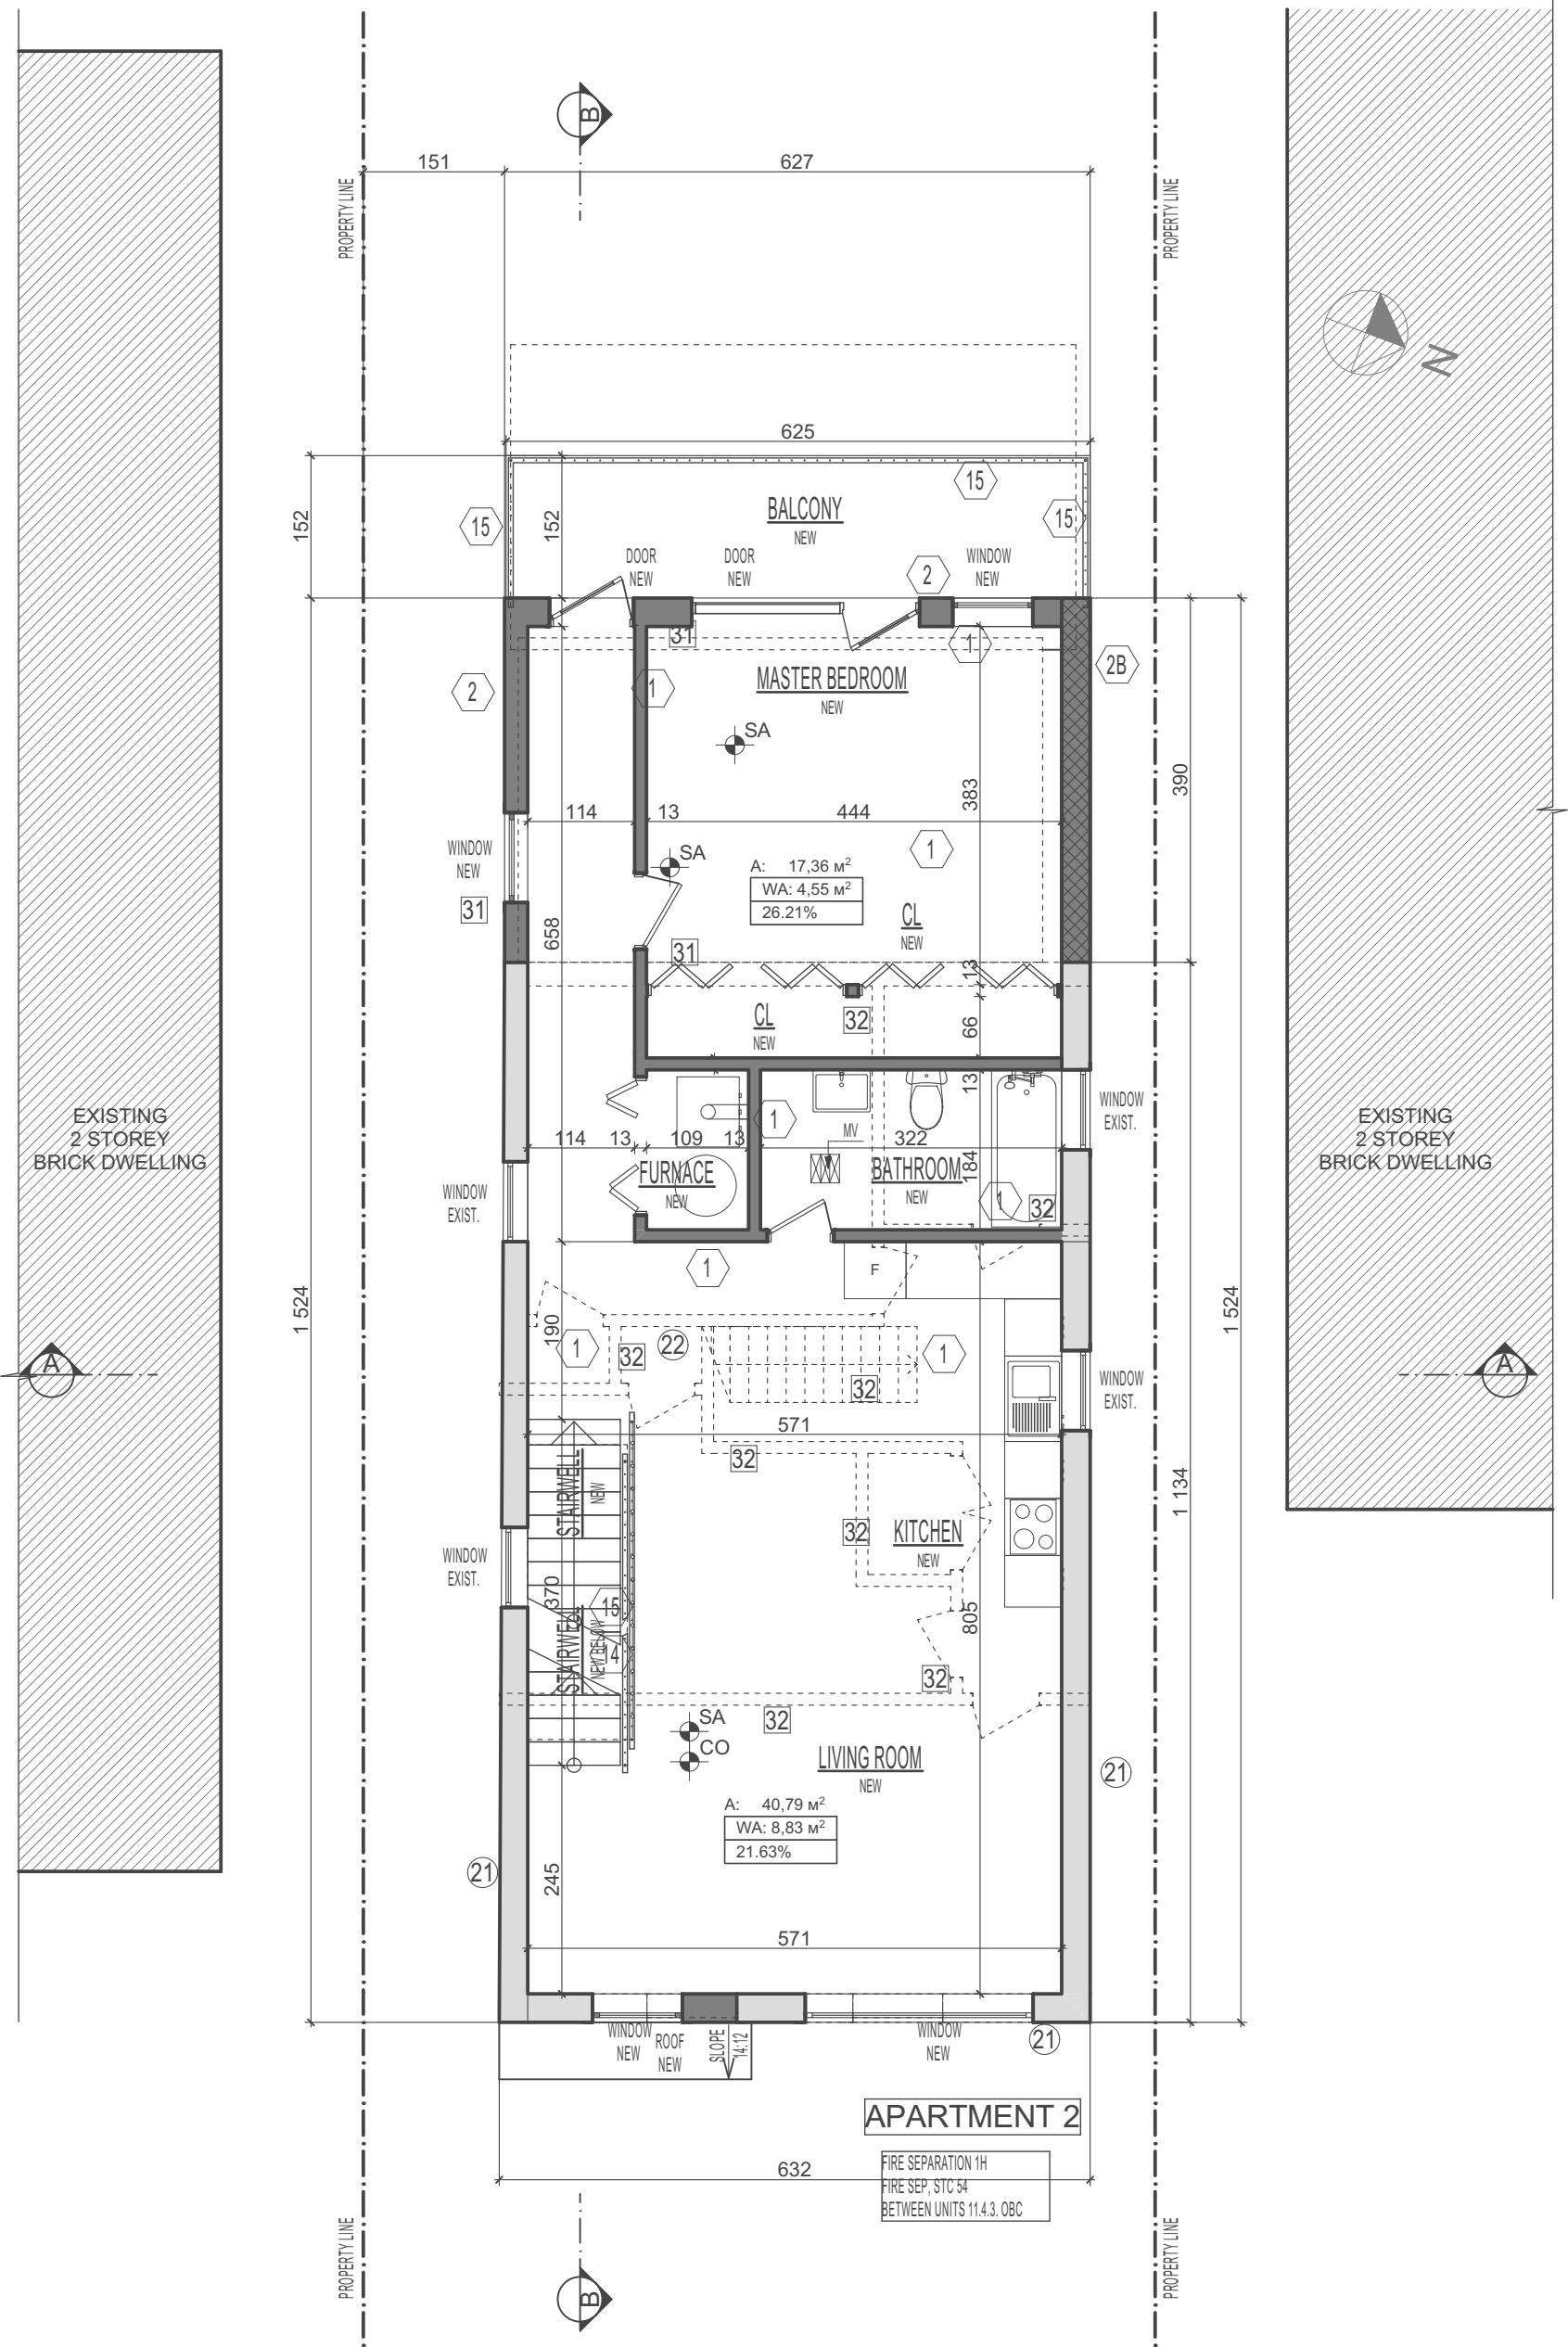 B
151
627
PROPERTY LINE
PROPERTY LINE
N
625
15
15
15
BALCONY
NEW
152
152
DOOR
NEW
DOOR
NEW
2
WINDOW
NEW
31
1
2B
2
1
MASTER BEDROOM
NEW
SA
383
390
114
13
444
WINDOW
NEW
SA
1
A: 17,36 м²
WA: 4,55 м²
26.21%
31
658
CL
NEW
31
13
CL
NEW
32
66
13
WINDOW
EXIST.
EXISTING
2 STOREY
BRICK DWELLING
EXISTING
2 STOREY
BRICK DWELLING
1
MV
114
13
109
13
322
184
FURNACE
NEW
BATHROOM
NEW
WINDOW
EXIST.
1
32
1
F
1 524
1 524
190
1
32
22
1
32
A
A
WINDOW
EXIST.
571
32
STAIRWELL
NEW
1 134
KITCHEN
NEW
32
WINDOW
EXIST.
370
15
14
STAIRWELL
NEW BELOW
805
32
32
SA
CO
LIVING ROOM
NEW
21
A: 40,79 м²
WA: 8,83 м²
21.63%
21
245
571
WINDOW
NEW
ROOF
NEW
SLOPE
14:12
WINDOW
NEW
21
APARTMENT 2
632
FIRE SEPARATION 1H
FIRE SEP, STC 54
BETWEEN UNITS 11.4.3. OBC
PROPERTY LINE
PROPERTY LINE
B